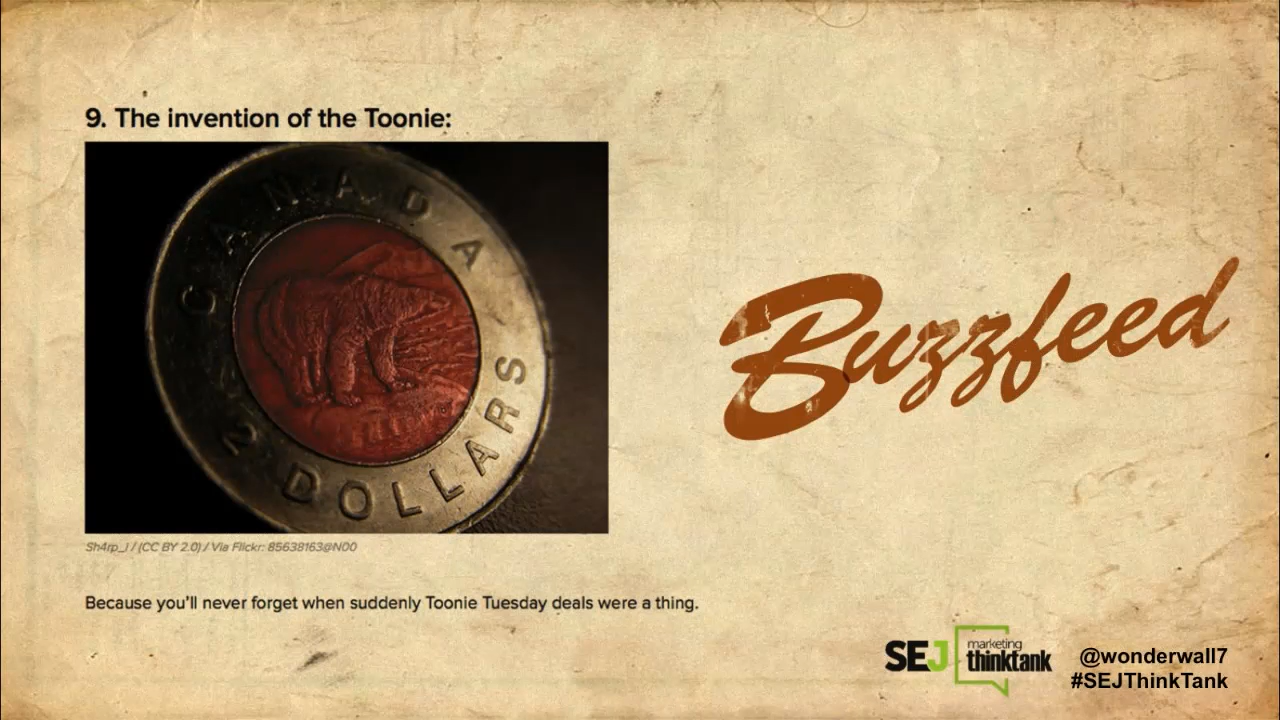 9. The invention of the Toonie:
CANADA
2 DOLLARS
Sh4rp_i / (CC BY 2.0) / Via Flickr: 85638163@N00
Because you'll never forget when suddenly Toonie Tuesday deals were a thing.
Buzzfeed
SEJ marketing thinktank
@wonderwall7
#SEJThinkTank